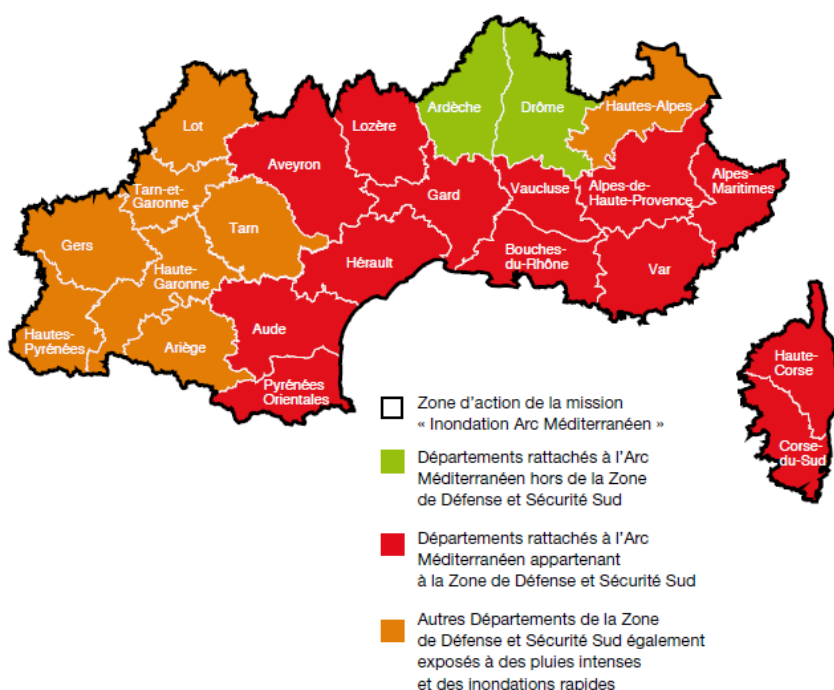 Ardèche
Drôme
Hautes-Alpes
Lot
Lozère
Aveyron
Tarn-et-
Garonne
Gard
Vaucluse
Alpes-de-
Haute-Provence
Alpes-
Maritimes
Gers
Tarn
Haute-
Garonne
Hérault
Bouches-
du-Rhône
Var
Hautes-
Pyrénées
Ariège
Aude
Pyrénées
Orientales
Haute-
Corse
Corse-
du-Sud
Zone d'action de la mission
« Inondation Arc Méditerranéen »
Départements rattachés à l'Arc
Méditerranéen hors de la Zone
de Défense et Sécurité Sud
Départements rattachés à l'Arc
Méditerranéen appartenant
à la Zone de Défense et Sécurité Sud
Autres Départements de la Zone
de Défense et Sécurité Sud également
exposés à des pluies intenses
et des inondations rapides